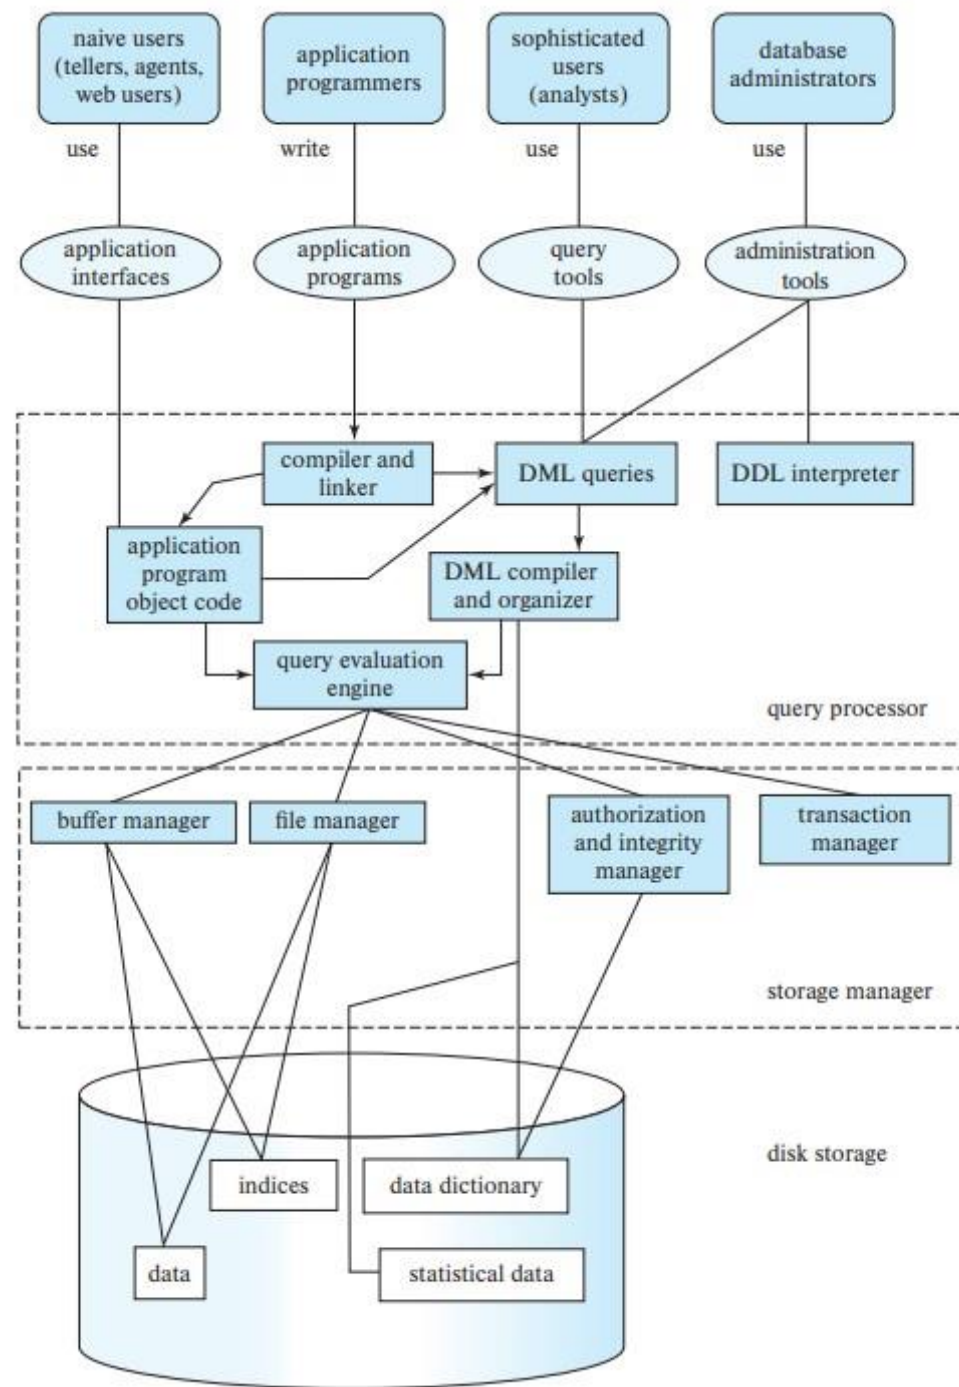 naive users
(tellers, agents,
web users)
application
programmers
sophisticated
users
(analysts)
database
administrators
use
write
use
use
application
interfaces
application
programs
query
tools
administration
tools
compiler and
linker
DML queries
DDL interpreter
application
program
object code
DML compiler
and organizer
query evaluation
engine
query processor
buffer manager
file manager
authorization
and integrity
manager
transaction
manager
storage manager
disk storage
indices
data dictionary
data
statistical data